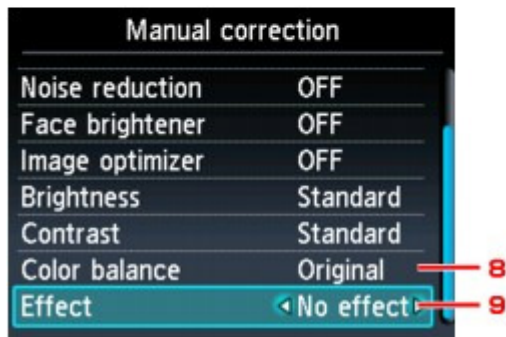 Manual correction
Noise reduction OFF
Face brightener OFF
Image optimizer OFF
Brightness Standard
Contrast Standard
Color balance Original 8
Effect No effect 9